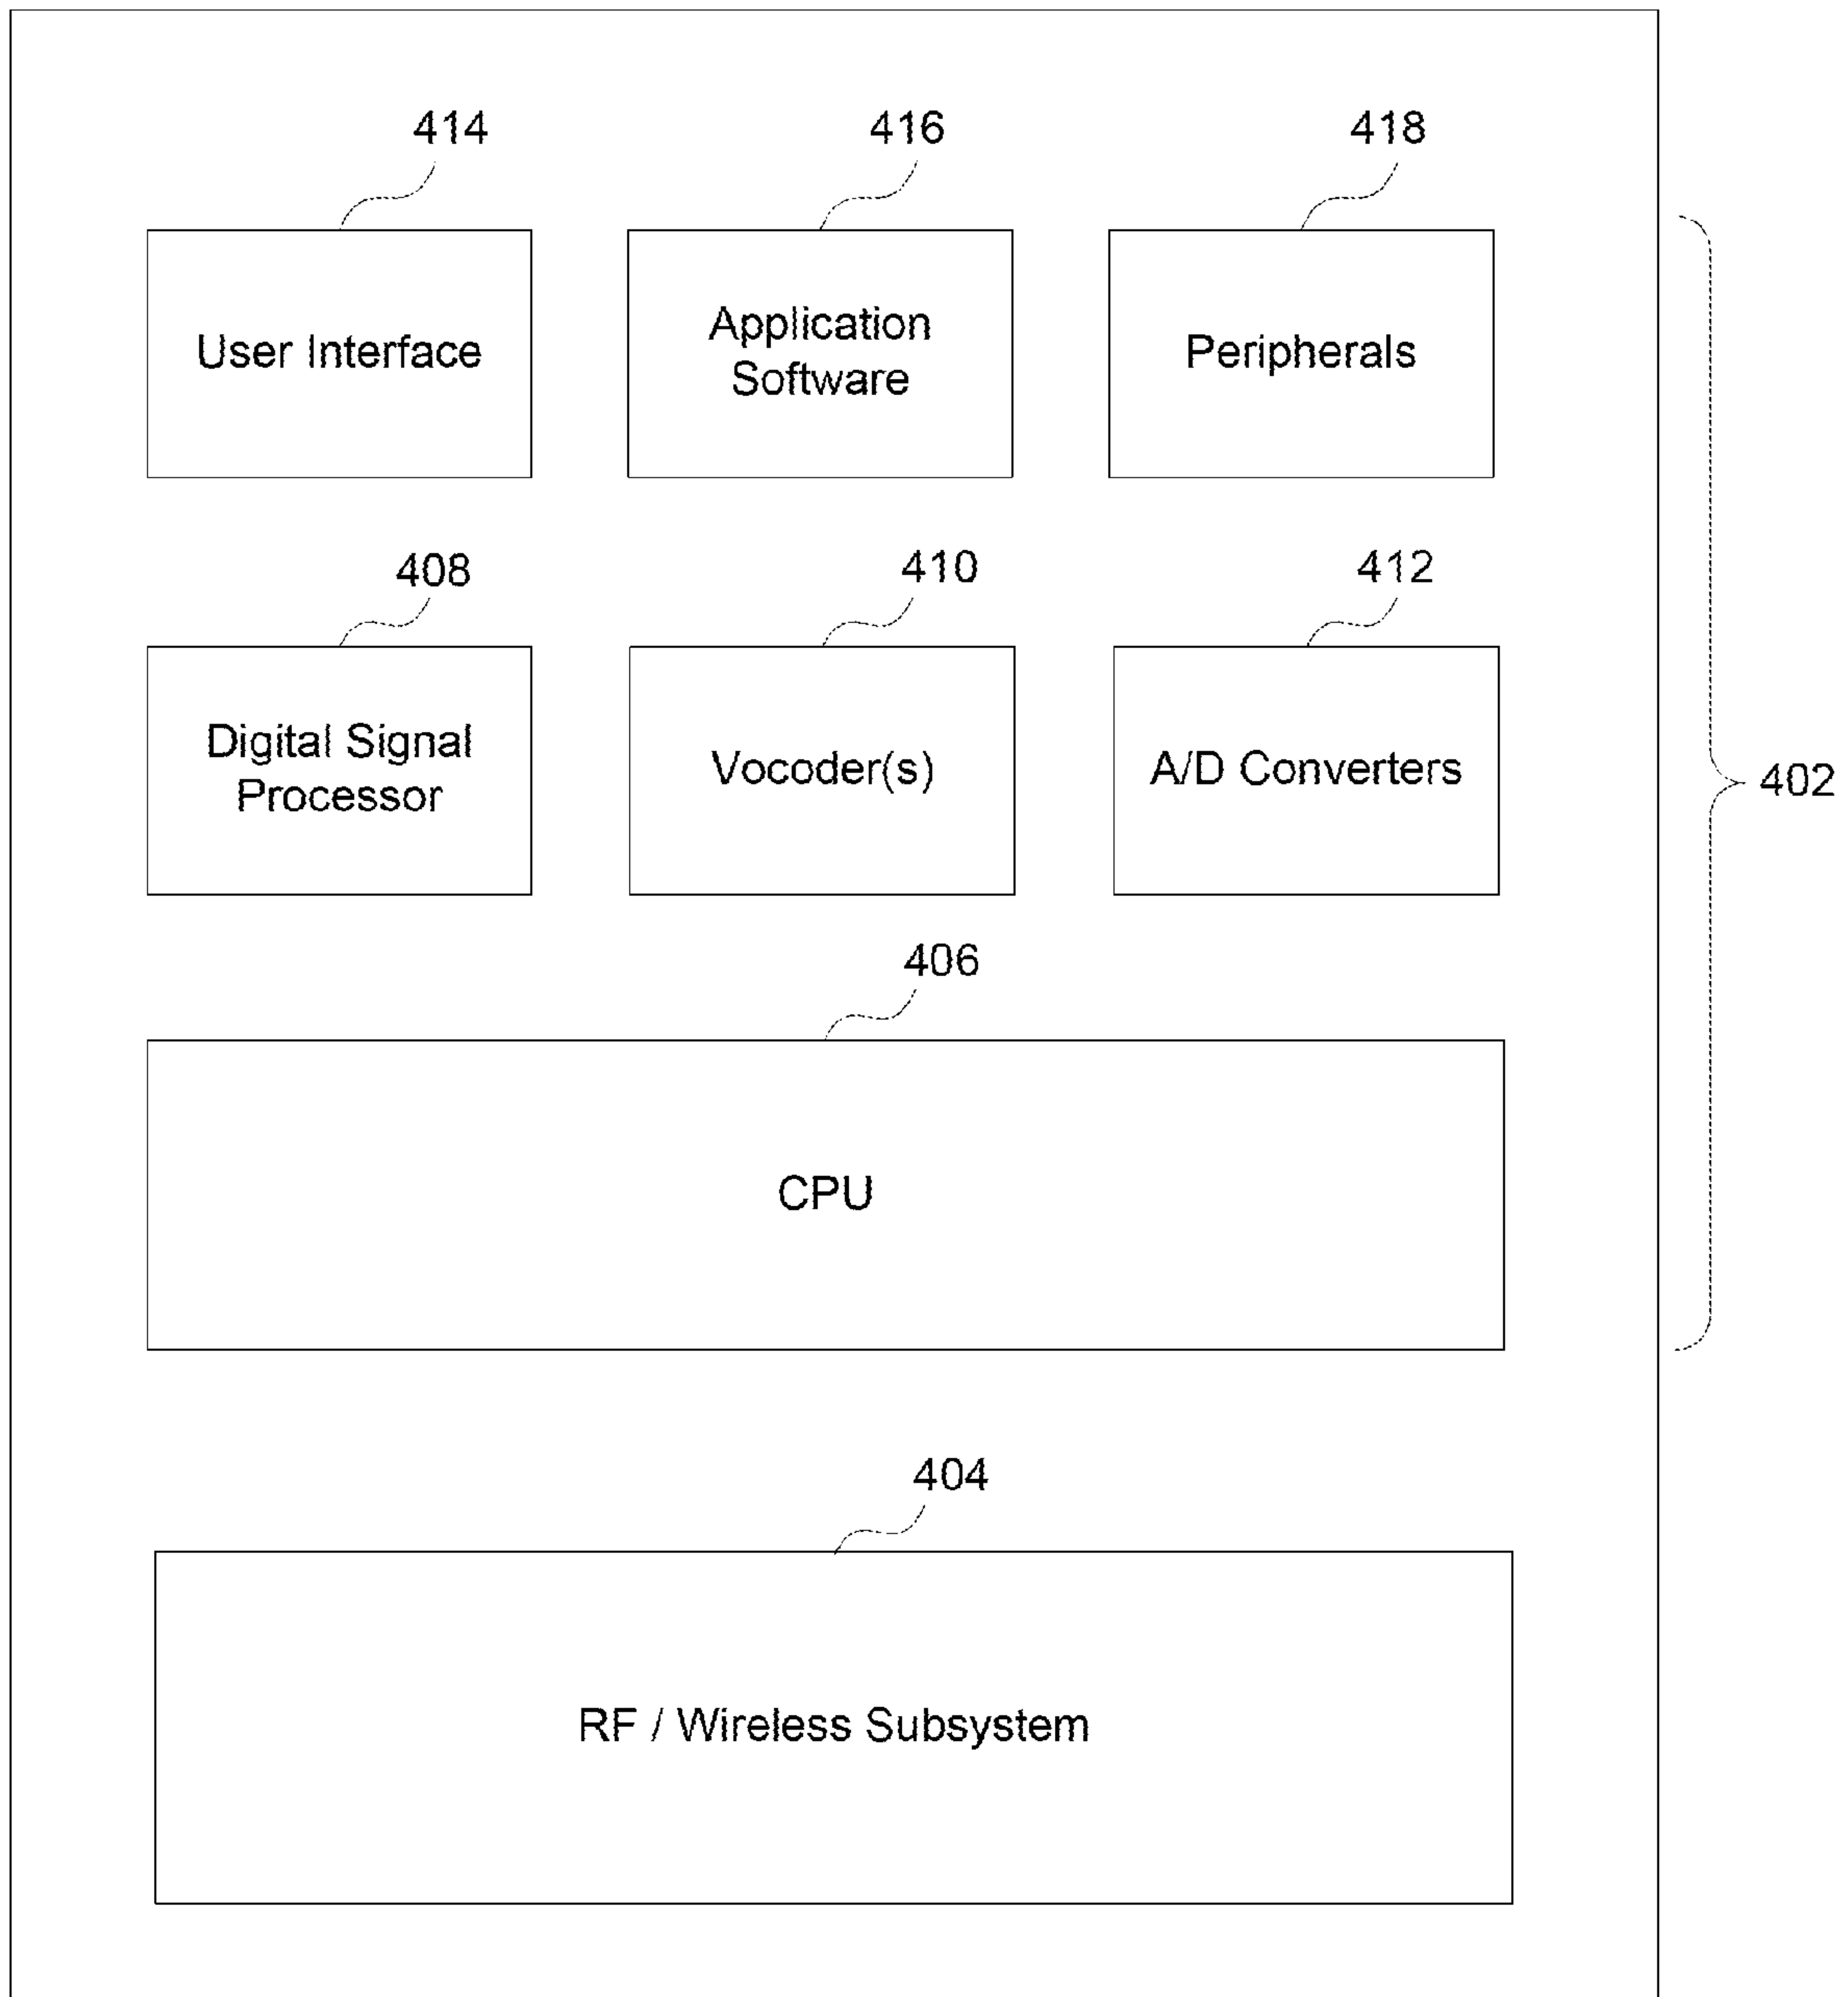 414
416
418
User Interface
Application
Software
Peripherals
408
410
412
Digital Signal
Processor
Vocoder(s)
A/D Converters
402
406
CPU
404
RF / Wireless Subsystem